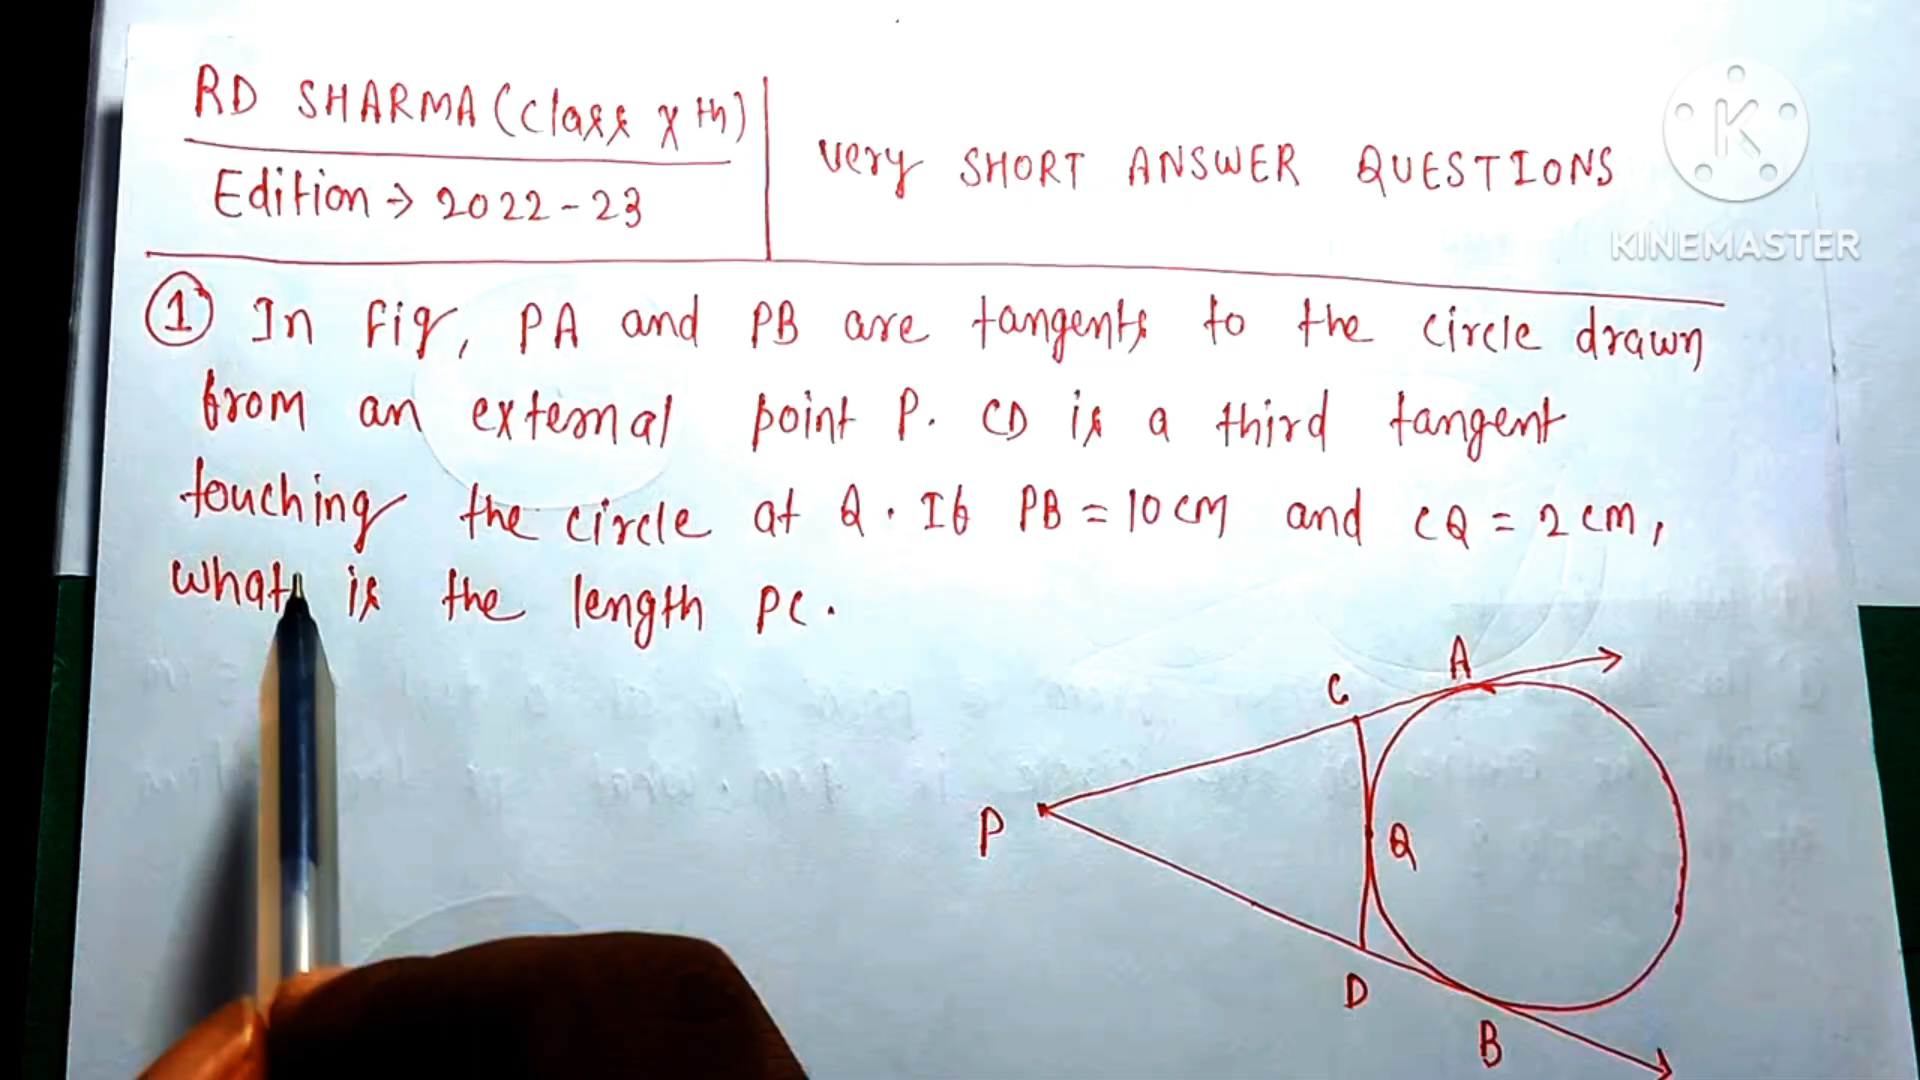 RD SHARMA (Class Xth)
Edition → 2022-23
Very SHORT ANSWER QUESTIONS
KINEMASTER
① In Fig, PA and PB are tangents to the circle drawn
from an external point P. CD is a third tangent
touching the circle at Q. If PB = 10 cm and CQ = 2 cm,
what is the length PC.
A
C
P
Q
D
B